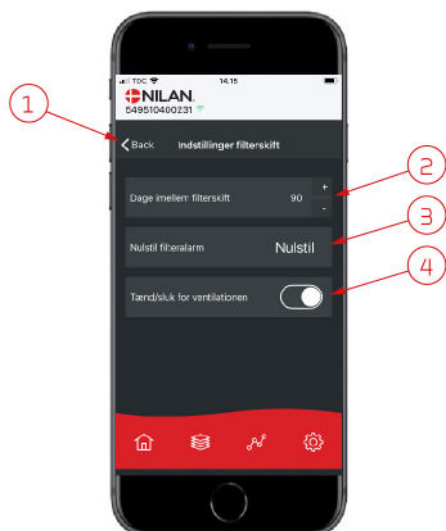 TDC 14.15
NILAN.
549510400231
Back Indstillinger filterskift
Dage imellem filterskift 90 + -
Nulstil filteralarm Nulstil
Tænd/sluk for ventilationen
1
2
3
4